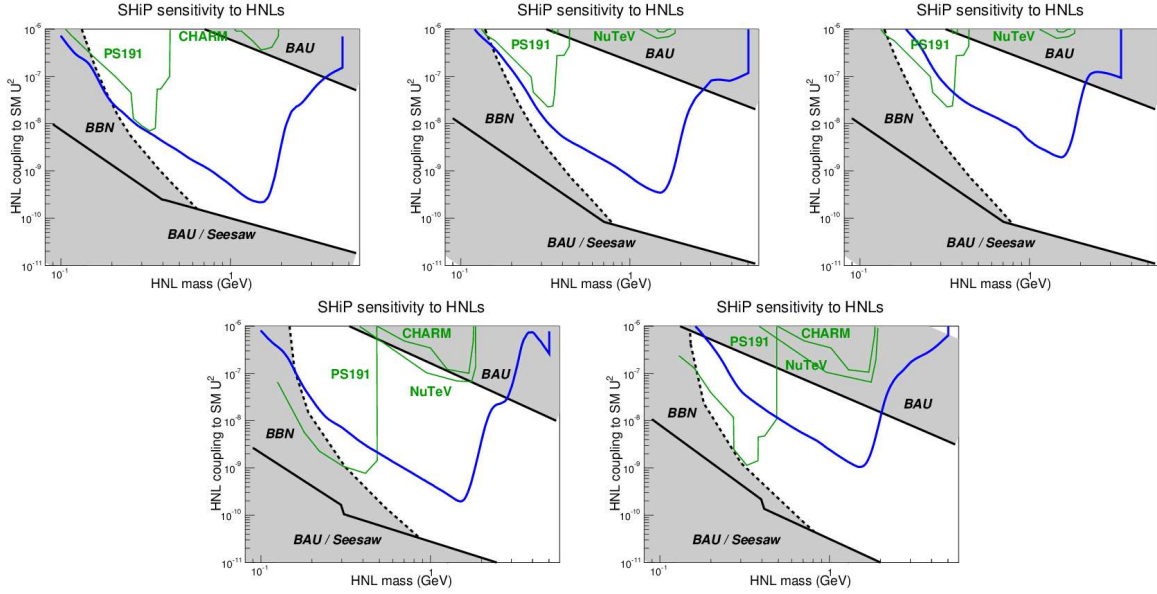 SHiP sensitivity to HNLs
HNL coupling to SM U²
10⁻⁶
10⁻⁷
10⁻⁸
10⁻⁹
10⁻¹⁰
10⁻¹¹
PS191
CHARM
BAU
BBN
BAU / Seesaw
10⁻¹
1
HNL mass (GeV)
SHiP sensitivity to HNLs
HNL coupling to SM U²
10⁻⁶
10⁻⁷
10⁻⁸
10⁻⁹
10⁻¹⁰
10⁻¹¹
PS191
NuTeV
BAU
BBN
BAU / Seesaw
10⁻¹
1
HNL mass (GeV)
SHiP sensitivity to HNLs
HNL coupling to SM U²
10⁻⁶
10⁻⁷
10⁻⁸
10⁻⁹
10⁻¹⁰
10⁻¹¹
PS191
NuTeV
BAU
BBN
BAU / Seesaw
10⁻¹
1
HNL mass (GeV)
SHiP sensitivity to HNLs
HNL coupling to SM U²
10⁻⁶
10⁻⁷
10⁻⁸
10⁻⁹
10⁻¹⁰
10⁻¹¹
CHARM
PS191
BAU
NuTeV
BBN
BAU / Seesaw
10⁻¹
1
HNL mass (GeV)
SHiP sensitivity to HNLs
HNL coupling to SM U²
10⁻⁶
10⁻⁷
10⁻⁸
10⁻⁹
10⁻¹⁰
10⁻¹¹
CHARM
PS191
NuTeV
BAU
BBN
BAU / Seesaw
10⁻¹
1
HNL mass (GeV)